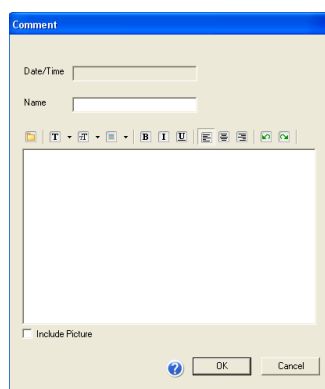 Comment
Date/Time
Name
T T B I U
Include Picture
? OK Cancel